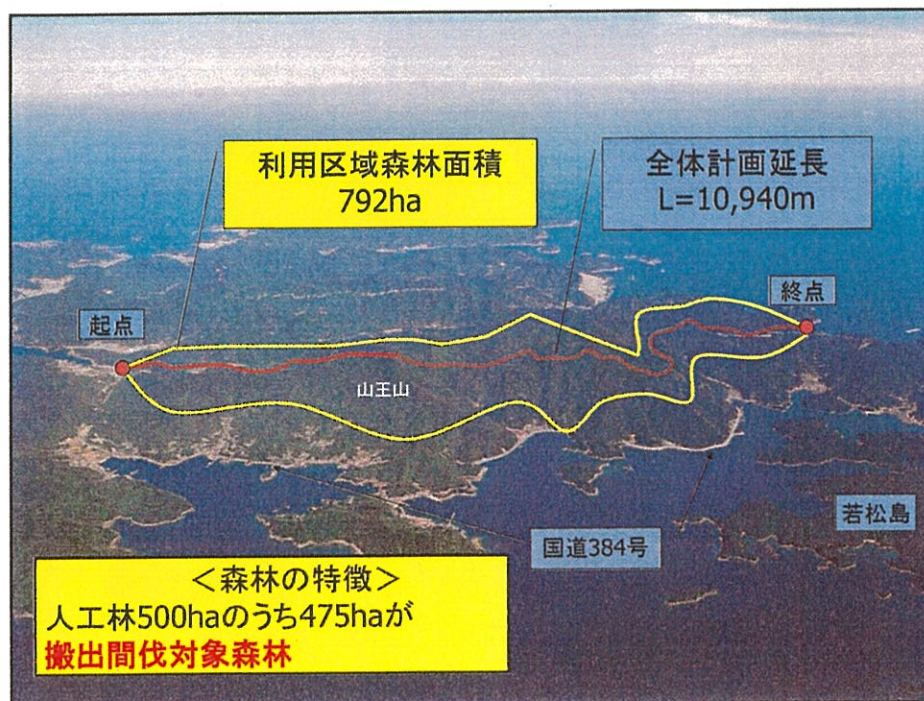 利用区域森林面積
792ha
全体計画延長
L=10,940m
起点
終点
山王山
若松島
国道384号
＜森林の特徴＞
人工林500haのうち475haが
搬出間伐対象森林